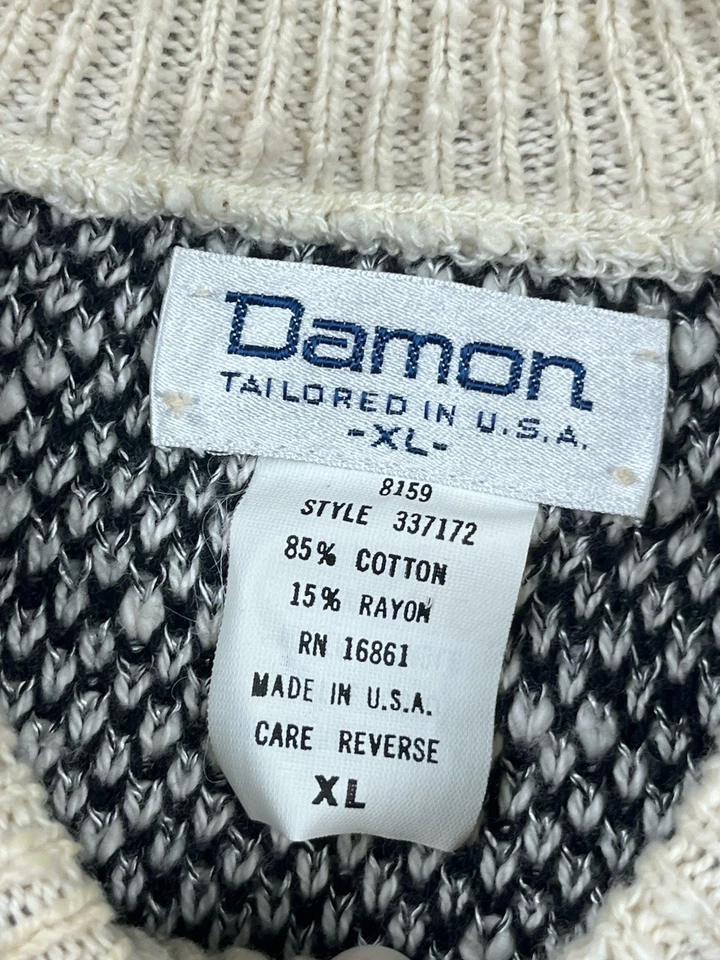 Damon
TAILORED IN U.S.A.
-XL-
8159
STYLE 337172
85% COTTON
15% RAYON
RN 16861
MADE IN U.S.A.
CARE REVERSE
XL